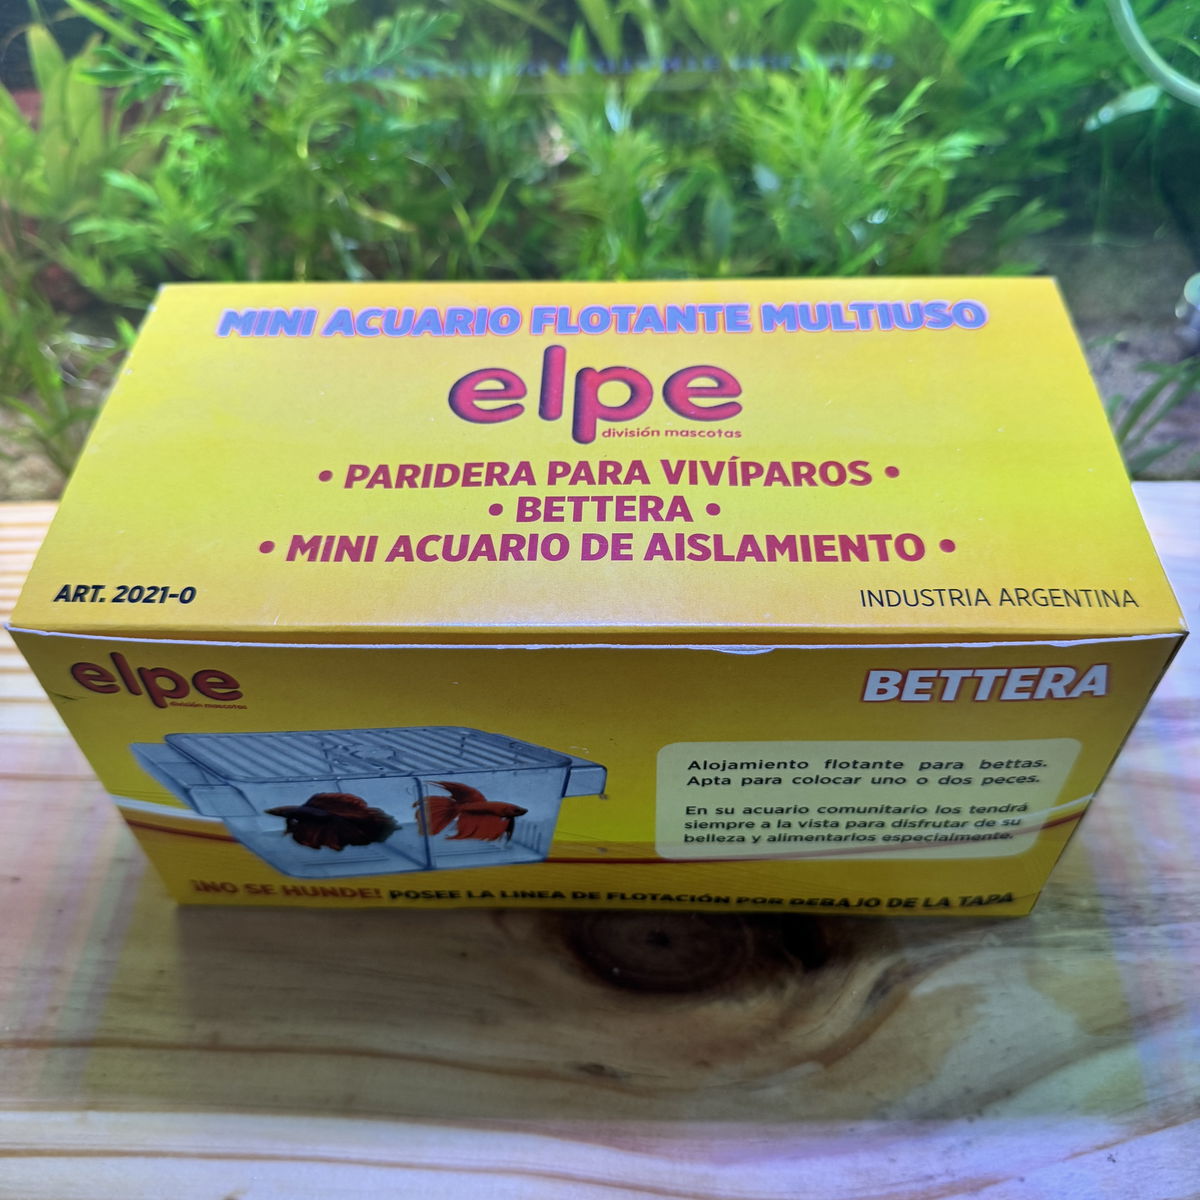 MINI ACUARIO FLOTANTE MULTIUSO
elpe
división mascotas
• PARIDERA PARA VIVÍPAROS •
• BETTERA •
• MINI ACUARIO DE AISLAMIENTO •
ART. 2021-0
INDUSTRIA ARGENTINA
elpe
división mascotas
BETTERA
Alojamiento flotante para bettas.
Apta para colocar uno o dos peces.
En su acuario comunitario los tendrá
siempre a la vista para disfrutar de su
belleza y alimentarlos especialmente.
¡NO SE HUNDE! POSEE LA LINEA DE FLOTACIÓN POR DEBAJO DE LA TAPA